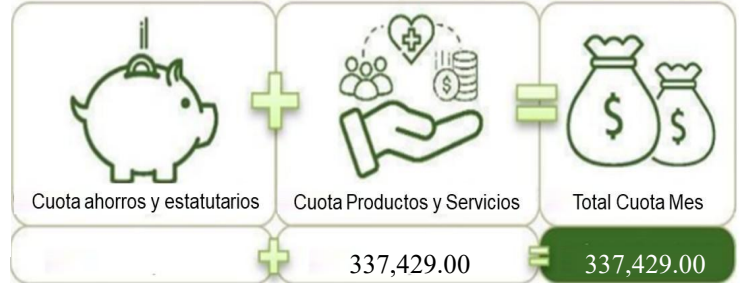 Cuota ahorros y estatutarios
Cuota Productos y Servicios
Total Cuota Mes
337,429.00
337,429.00